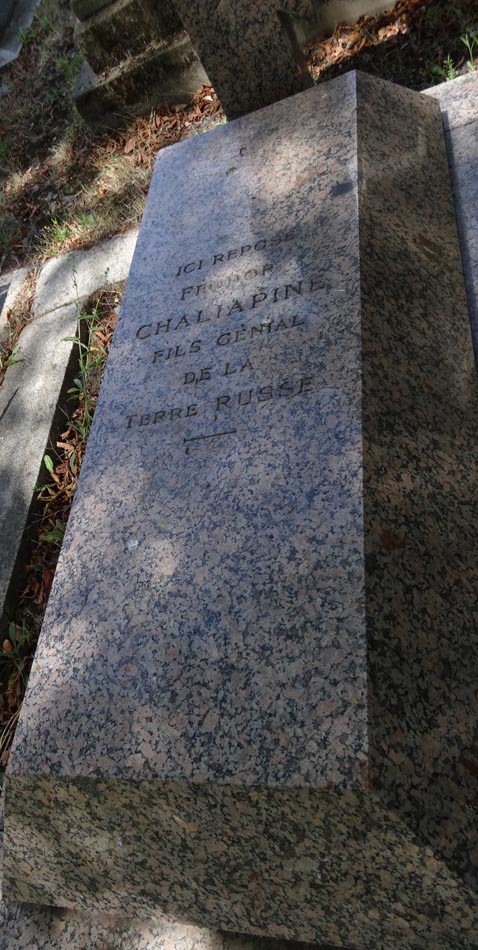 ICI REPOSE
FEODOR
CHALIAPINE
FILS GÉNIAL
DE LA
TERRE RUSSE